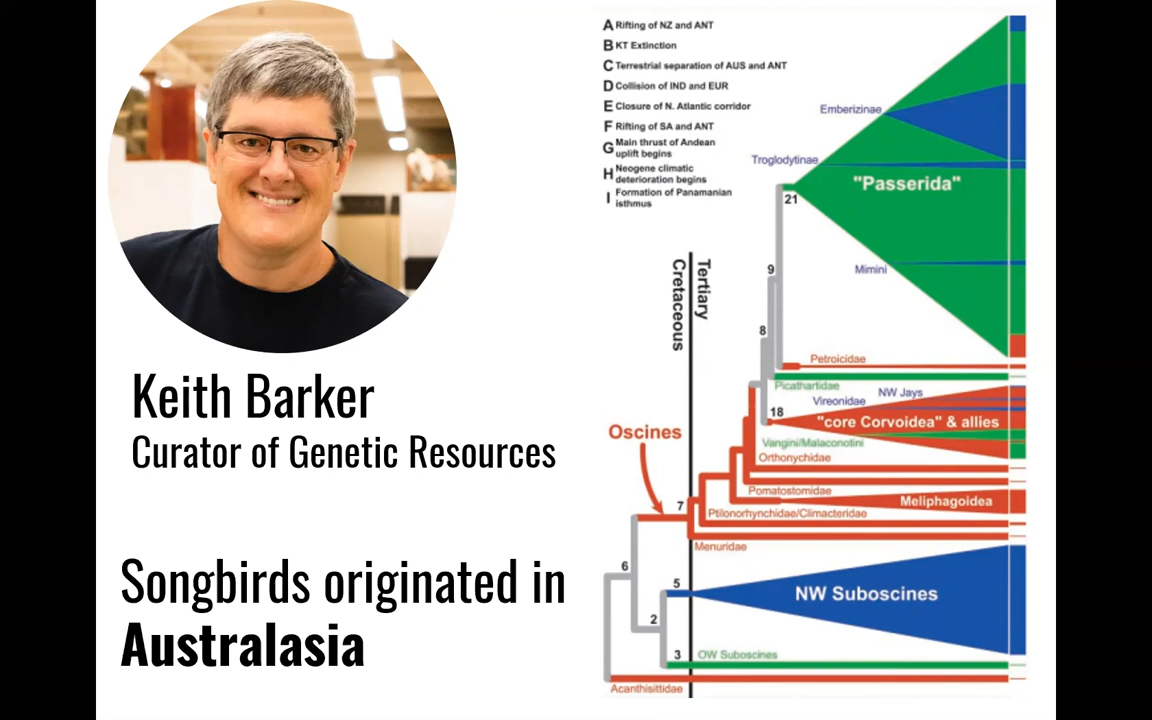 Keith Barker
Curator of Genetic Resources
Songbirds originated in
Australasia
A Rifting of NZ and ANT
B KT Extinction
C Terrestrial separation of AUS and ANT
D Collision of IND and EUR
E Closure of N. Atlantic corridor
F Rifting of SA and ANT
G Main thrust of Andean
uplift begins
H Neogene climatic
deterioration begins
I Formation of Panamanian
isthmus
Emberizinae
Troglodytinae
"Passerida"
21
Cretaceous
Tertiary
9
Mimini
8
Petroicidae
Picathartidae
NW Jays
Vireonidae
18
"core Corvoidea" & allies
Oscines
Vangini/Malaconotini
Orthonychidae
Pomatostomidae
Meliphagoidea
7
Ptilonorhynchidae/Climacteridae
Menuridae
6
5
NW Suboscines
2
3
OW Suboscines
Acanthisittidae